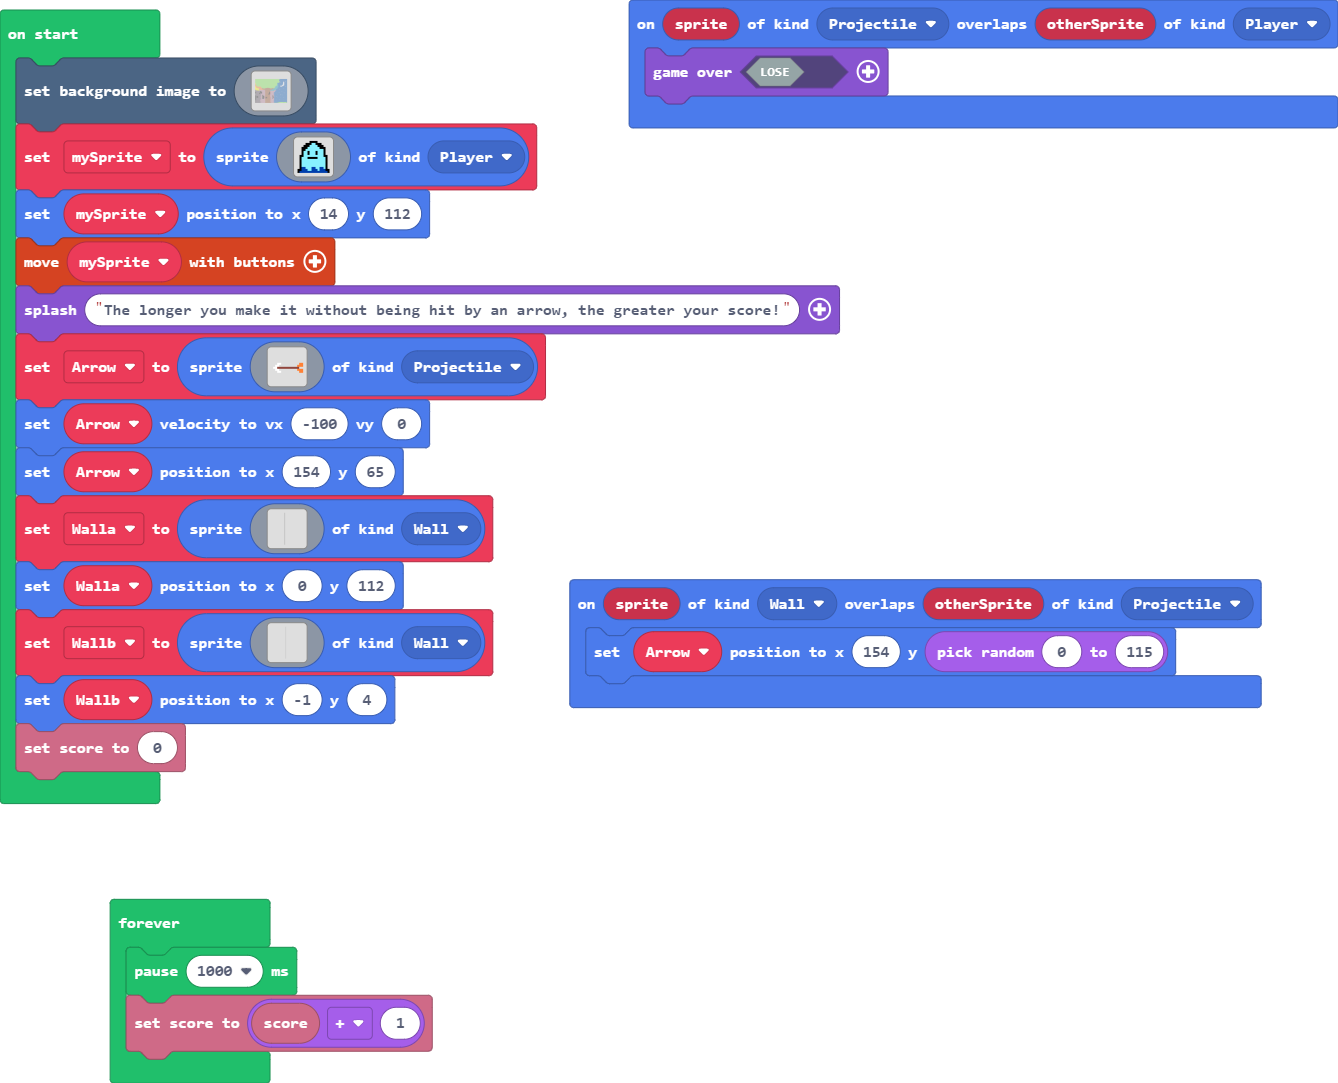 on start
set background image to
set mySprite to sprite of kind Player
set mySprite position to x 14 y 112
move mySprite with buttons
splash "The longer you make it without being hit by an arrow, the greater your score!"
set Arrow to sprite of kind Projectile
set Arrow velocity to vx -100 vy 0
set Arrow position to x 154 y 65
set Walla to sprite of kind Wall
set Walla position to x 0 y 112
set Wallb to sprite of kind Wall
set Wallb position to x -1 y 4
set score to 0
on sprite of kind Projectile overlaps otherSprite of kind Player
game over LOSE
on sprite of kind Wall overlaps otherSprite of kind Projectile
set Arrow position to x 154 y pick random 0 to 115
forever
pause 1000 ms
set score to score + 1